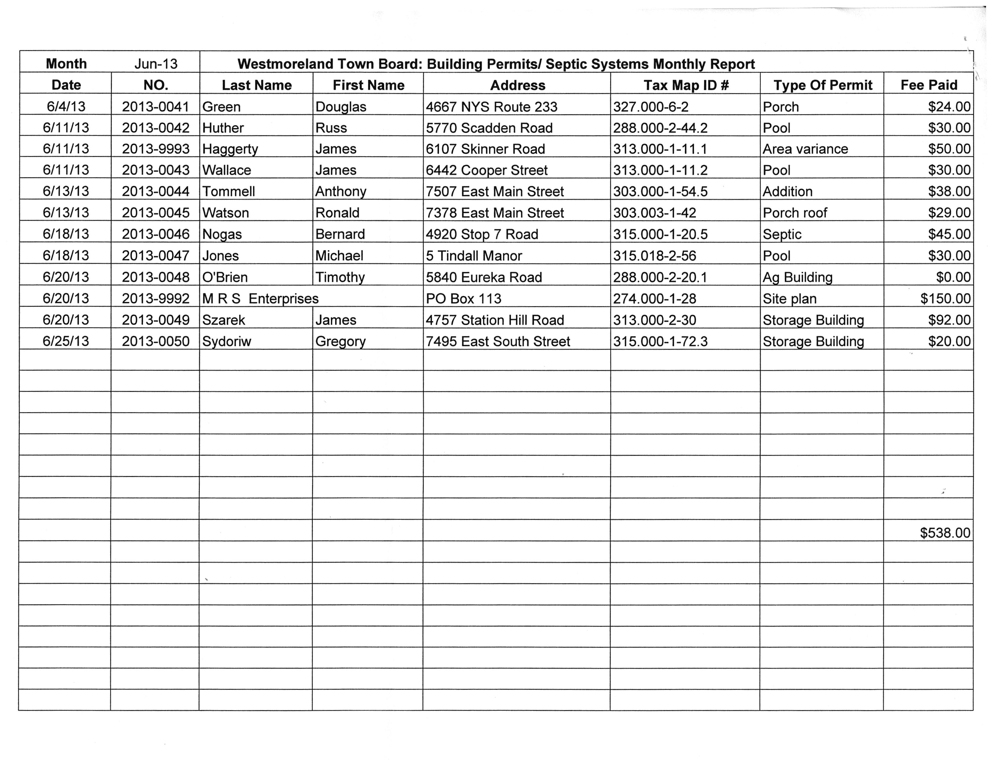 Month Jun-13 Westmoreland Town Board: Building Permits/ Septic Systems Monthly Report
Date NO. Last Name First Name Address Tax Map ID # Type Of Permit Fee Paid
6/4/13 2013-0041 Green Douglas 4667 NYS Route 233 327.000-6-2 Porch $24.00
6/11/13 2013-0042 Huther Russ 5770 Scadden Road 288.000-2-44.2 Pool $30.00
6/11/13 2013-9993 Haggerty James 6107 Skinner Road 313.000-1-11.1 Area variance $50.00
6/11/13 2013-0043 Wallace James 6442 Cooper Street 313.000-1-11.2 Pool $30.00
6/13/13 2013-0044 Tommell Anthony 7507 East Main Street 303.000-1-54.5 Addition $38.00
6/13/13 2013-0045 Watson Ronald 7378 East Main Street 303.003-1-42 Porch roof $29.00
6/18/13 2013-0046 Nogas Bernard 4920 Stop 7 Road 315.000-1-20.5 Septic $45.00
6/18/13 2013-0047 Jones Michael 5 Tindall Manor 315.018-2-56 Pool $30.00
6/20/13 2013-0048 O'Brien Timothy 5840 Eureka Road 288.000-2-20.1 Ag Building $0.00
6/20/13 2013-9992 M R S Enterprises PO Box 113 274.000-1-28 Site plan $150.00
6/20/13 2013-0049 Szarek James 4757 Station Hill Road 313.000-2-30 Storage Building $92.00
6/25/13 2013-0050 Sydoriw Gregory 7495 East South Street 315.000-1-72.3 Storage Building $20.00
$538.00